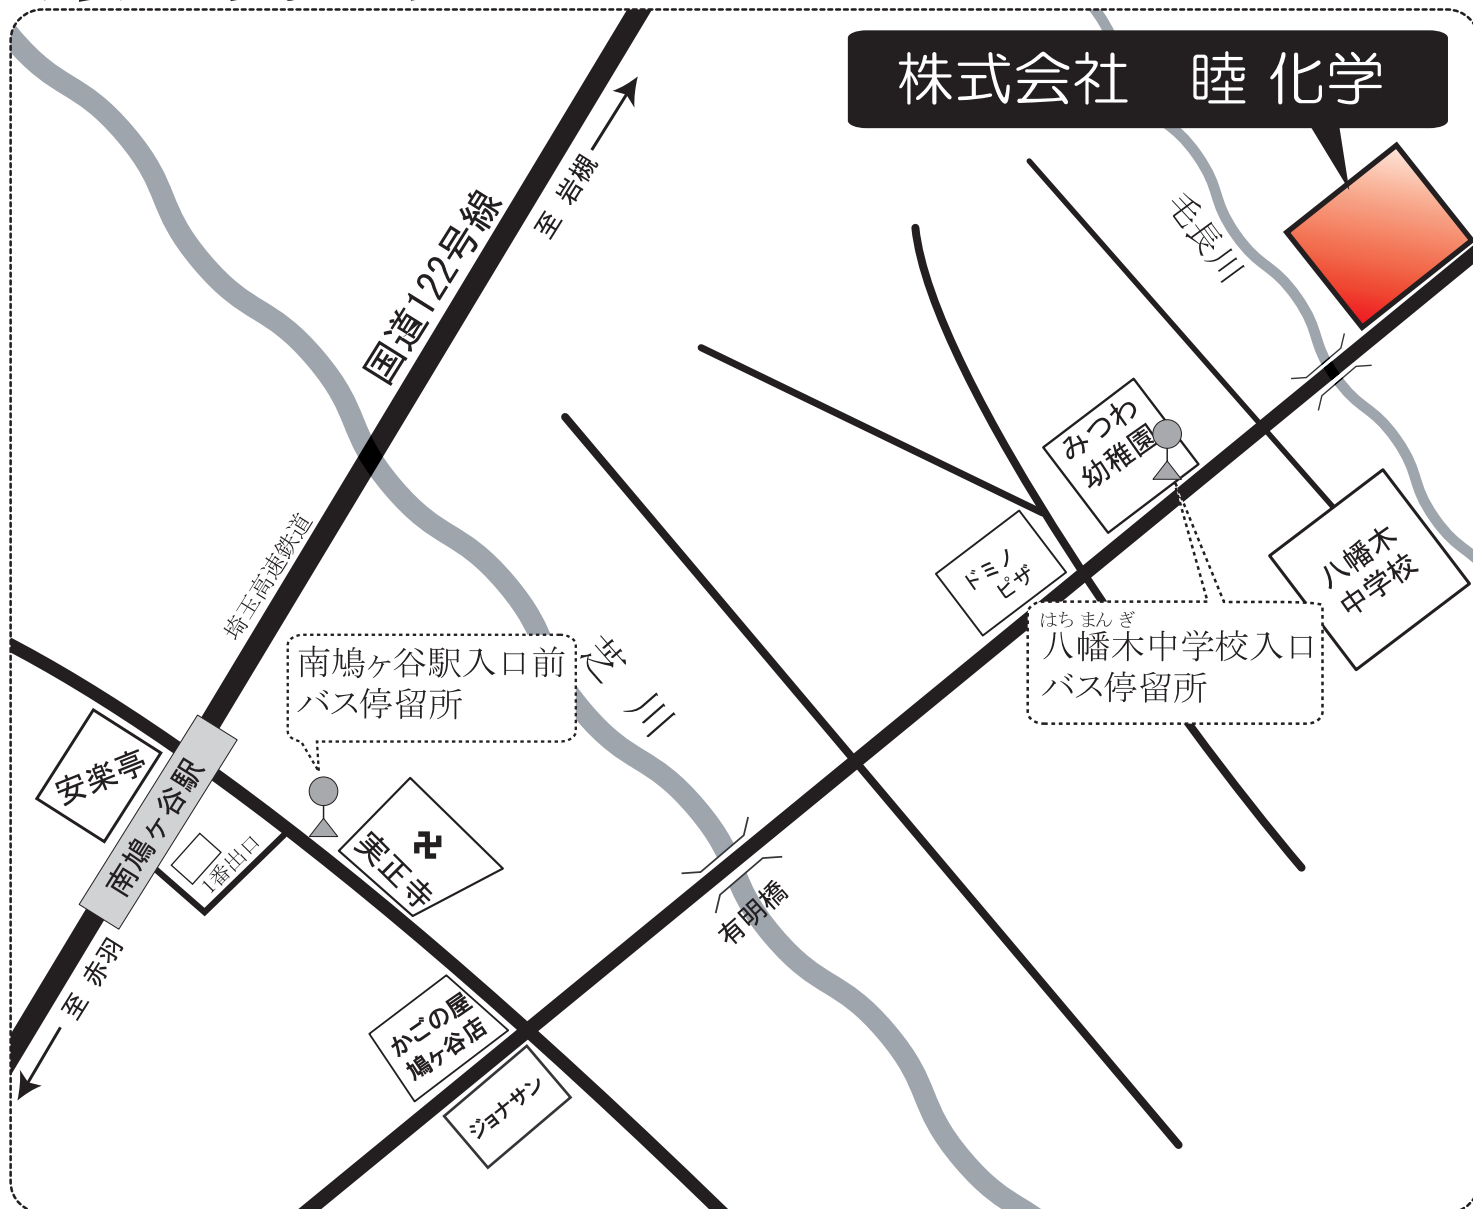 株式会社　睦 化学
至 岩槻
国道122号線
毛長川
みつわ
幼稚園
ドミノ
ピザ
八幡木
中学校
はち まん ぎ
八幡木中学校入口
バス停留所
埼玉高速鉄道
南鳩ヶ谷駅入口前
バス停留所
芝川
安楽亭
南鳩ヶ谷駅
1番出口
卍
実正寺
有明橋
至 赤羽
かごの屋
鳩ヶ谷店
ジョナサン